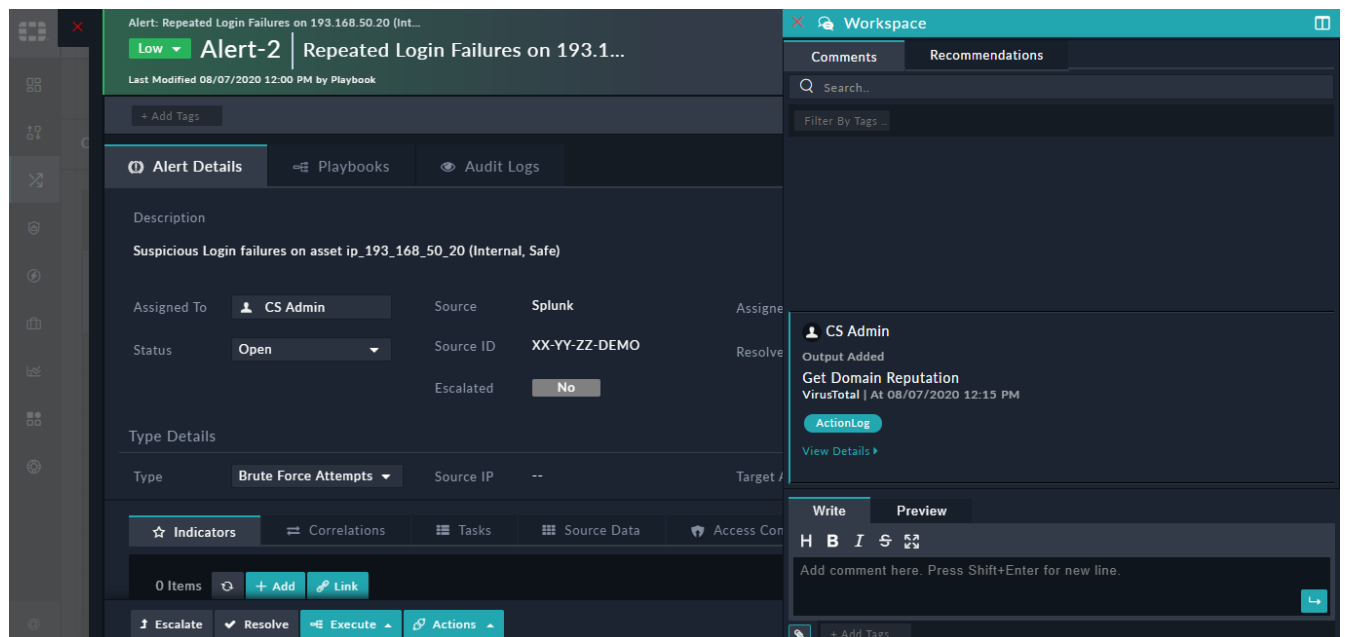 Alert: Repeated Login Failures on 193.168.50.20 (Int...
Low Alert-2 Repeated Login Failures on 193.1...
Last Modified 08/07/2020 12:00 PM by Playbook
+ Add Tags
Alert Details Playbooks Audit Logs
Description
Suspicious Login failures on asset ip_193_168_50_20 (Internal, Safe)
Assigned To CS Admin Source Splunk Assigne
Status Open Source ID XX-YY-ZZ-DEMO Resolve
Escalated No
Type Details
Type Brute Force Attempts Source IP -- Target A
Indicators Correlations Tasks Source Data Access Con
0 Items + Add Link
Escalate Resolve Execute Actions
Workspace
Comments Recommendations
Search..
Filter By Tags ..
CS Admin
Output Added
Get Domain Reputation
VirusTotal | At 08/07/2020 12:15 PM
ActionLog
View Details
Write Preview
H B I S
Add comment here. Press Shift+Enter for new line.
+ Add Tags